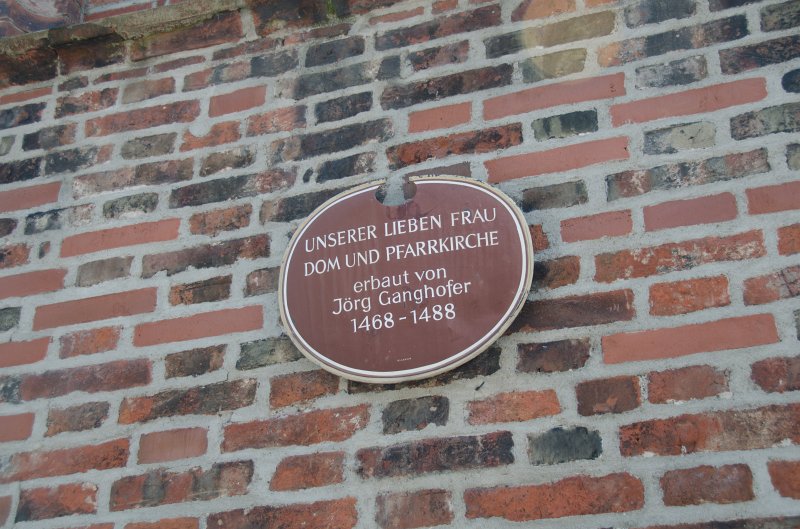 UNSERER LIEBEN FRAU
DOM UND PFARRKIRCHE
erbaut von
Jörg Ganghofer
1468 - 1488